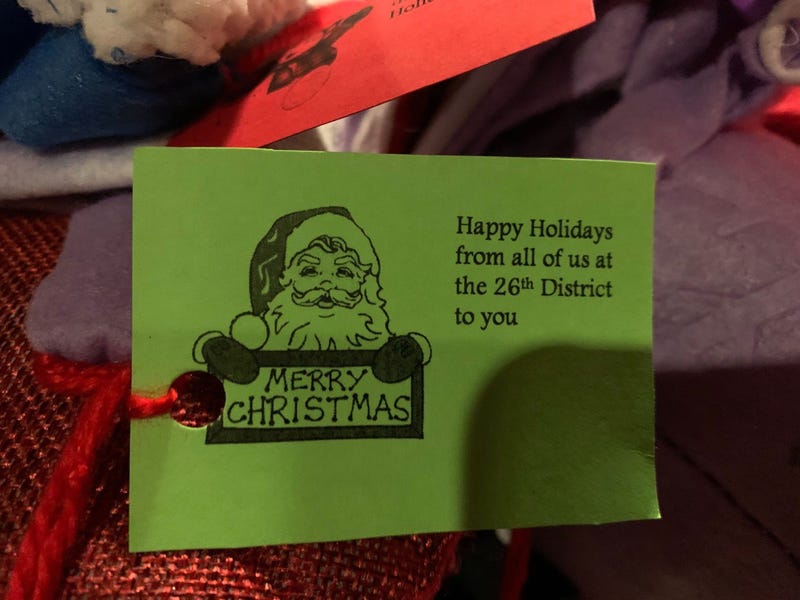 Happy Holidays
from all of us at
the 26th District
to you
MERRY
CHRISTMAS